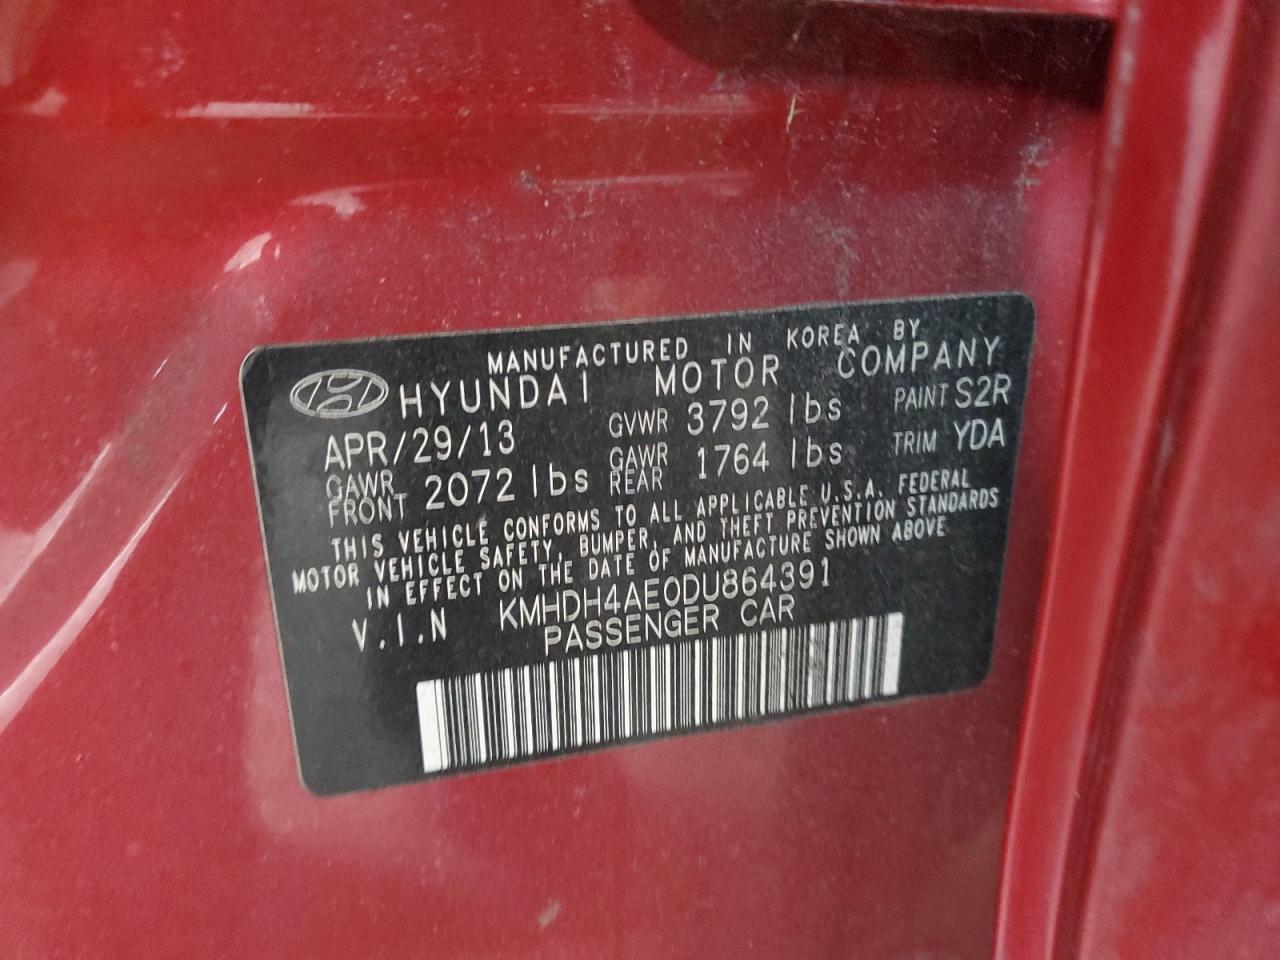 MANUFACTURED IN KOREA BY
HYUNDAI MOTOR COMPANY
APR/29/13 GVWR 3792 lbs PAINT S2R
GAWR FRONT 2072 lbs GAWR REAR 1764 lbs TRIM YDA
THIS VEHICLE CONFORMS TO ALL APPLICABLE U.S.A. FEDERAL
MOTOR VEHICLE SAFETY, BUMPER, AND THEFT PREVENTION STANDARDS
IN EFFECT ON THE DATE OF MANUFACTURE SHOWN ABOVE
V.I.N KMHDH4AE0DU864391
PASSENGER CAR